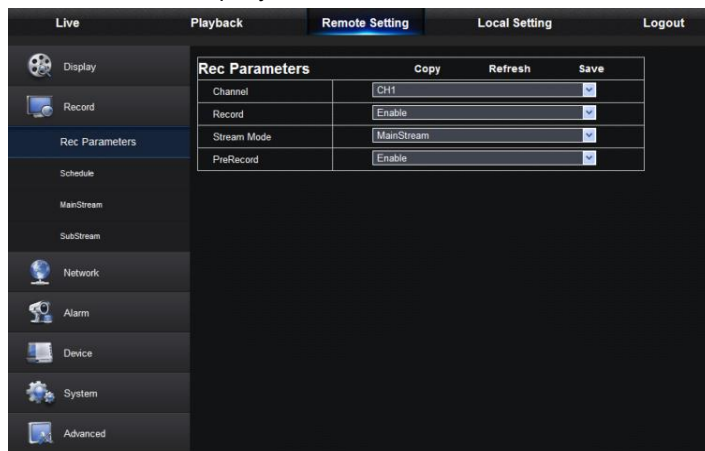 Live Playback Remote Setting Local Setting Logout
Display
Record
Rec Parameters
Schedule
MainStream
SubStream
Network
Alarm
Device
System
Advanced
Rec Parameters Copy Refresh Save
Channel CH1
Record Enable
Stream Mode MainStream
PreRecord Enable